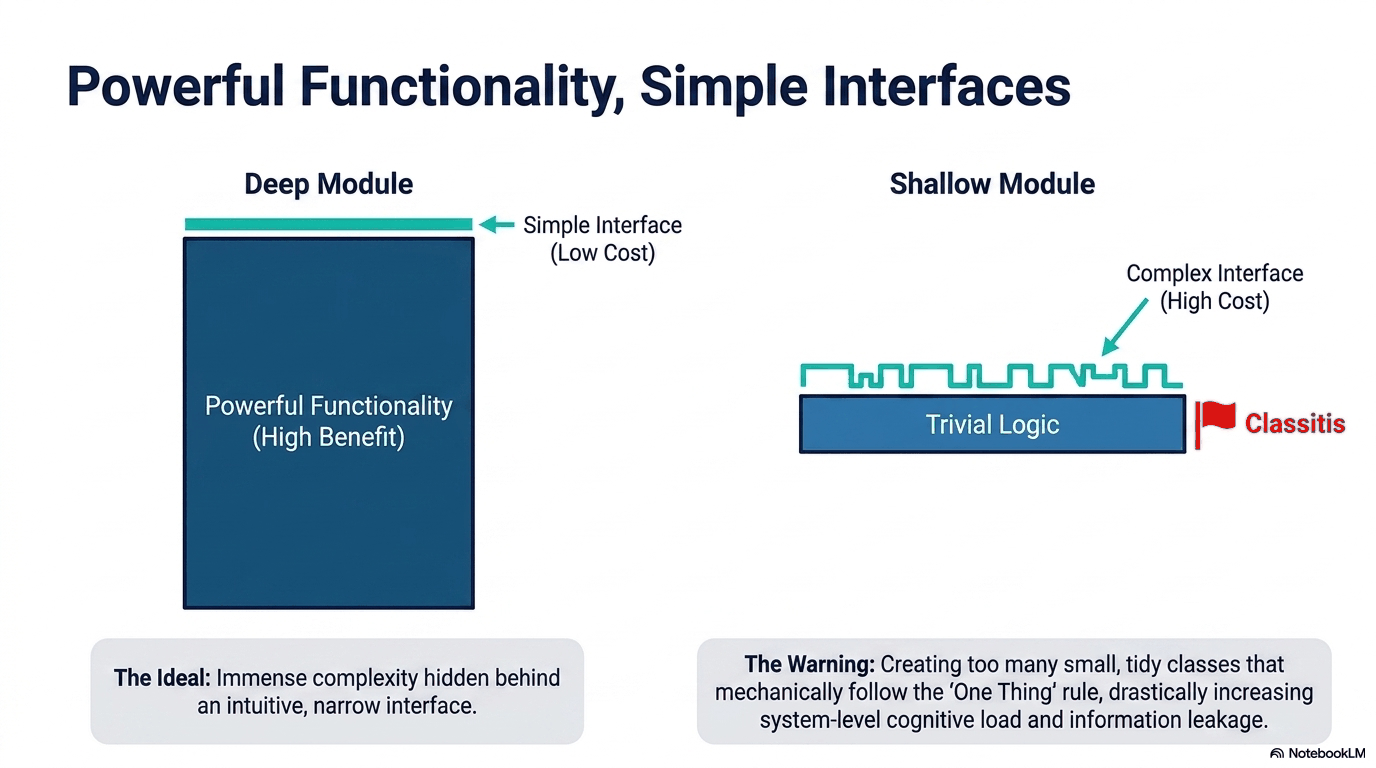 Powerful Functionality, Simple Interfaces
Deep Module
Simple Interface
(Low Cost)
Powerful Functionality
(High Benefit)
The Ideal: Immense complexity hidden behind
an intuitive, narrow interface.
Shallow Module
Complex Interface
(High Cost)
Trivial Logic
Classitis
The Warning: Creating too many small, tidy classes that
mechanically follow the ‘One Thing‘ rule, drastically increasing
system-level cognitive load and information leakage.
NotebookLM